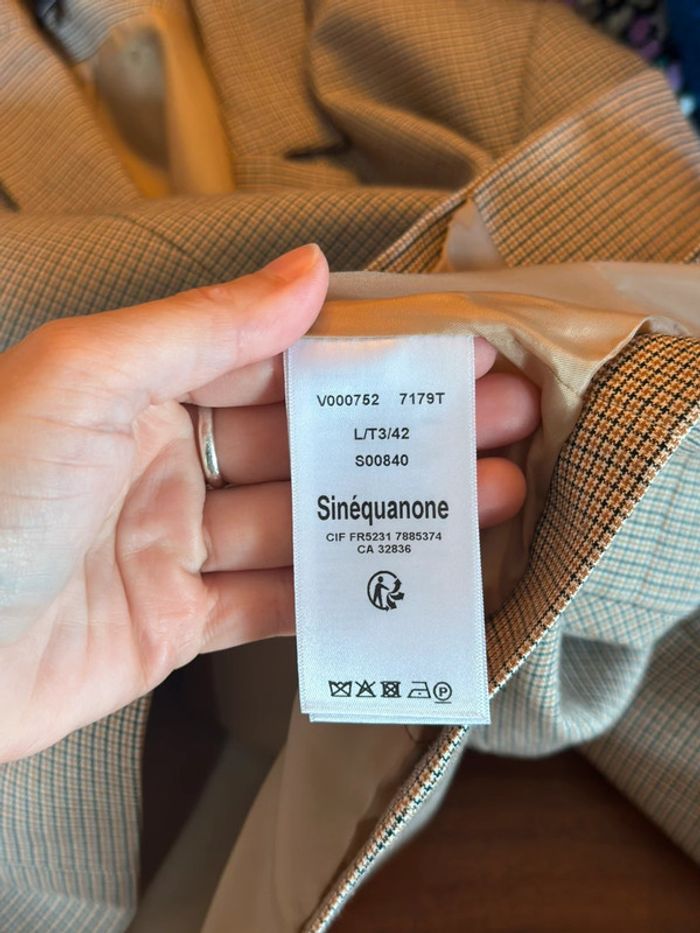 V000752 7179T
L/T3/42
S00840
Sinéquanone
CIF FR5231 7885374
CA 32836
P